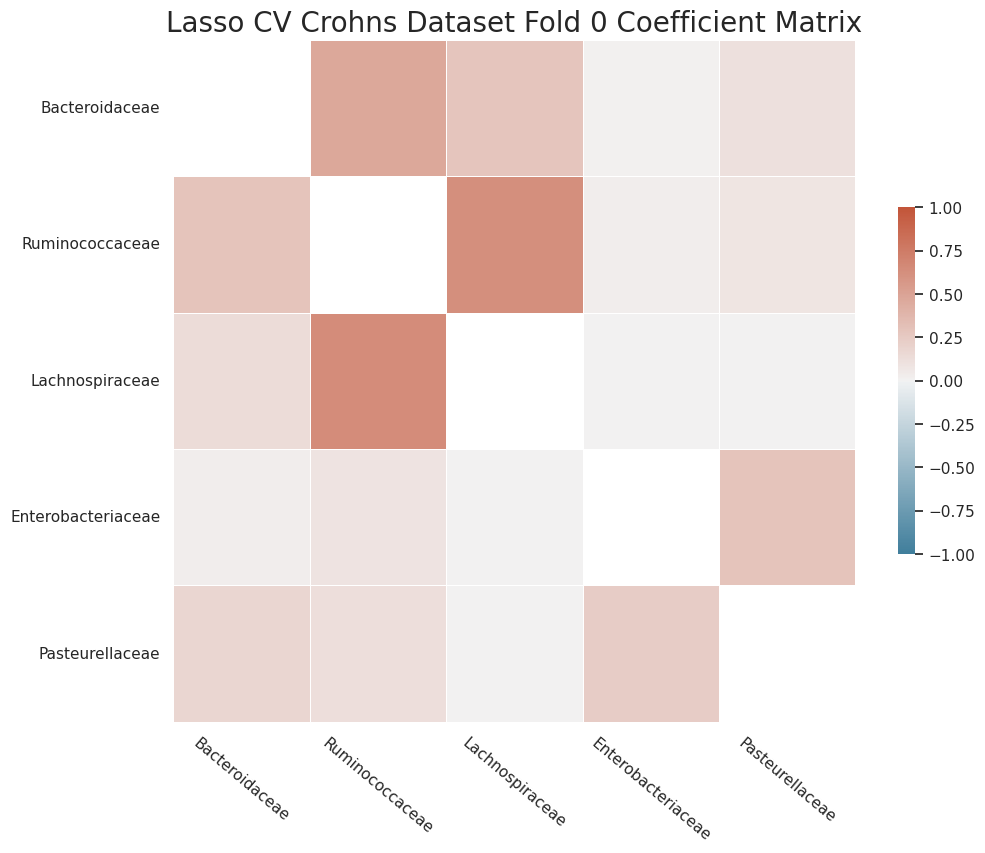 Lasso CV Crohns Dataset Fold 0 Coefficient Matrix
Bacteroidaceae
Ruminococcaceae
Lachnospiraceae
Enterobacteriaceae
Pasteurellaceae
Bacteroidaceae
Ruminococcaceae
Lachnospiraceae
Enterobacteriaceae
Pasteurellaceae
1.00
0.75
0.50
0.25
0.00
−0.25
−0.50
−0.75
−1.00